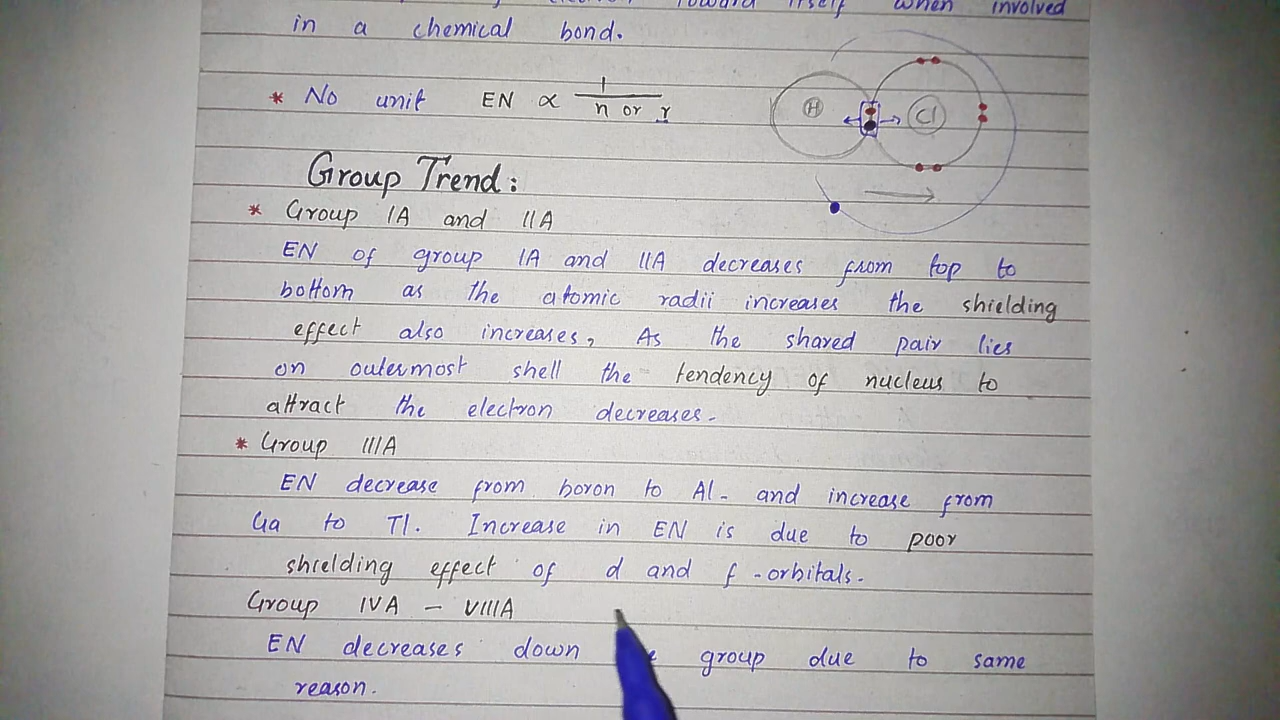 toward itself when involved
in a chemical bond.
* No unit EN ∝ 1 / n or r
H Cl
Group Trend:
* Group IA and IIA
EN of group IA and IIA decreases from top to
bottom as the atomic radii increases the shielding
effect also increases, As the shared pair lies
on outermost shell the tendency of nucleus to
attract the electron decreases.
* Group IIIA
EN decrease from boron to Al. and increase from
Ga to Tl. Increase in EN is due to poor
shielding effect of d and f-orbitals.
Group IVA – VIIIA
EN decreases down group due to same
reason.